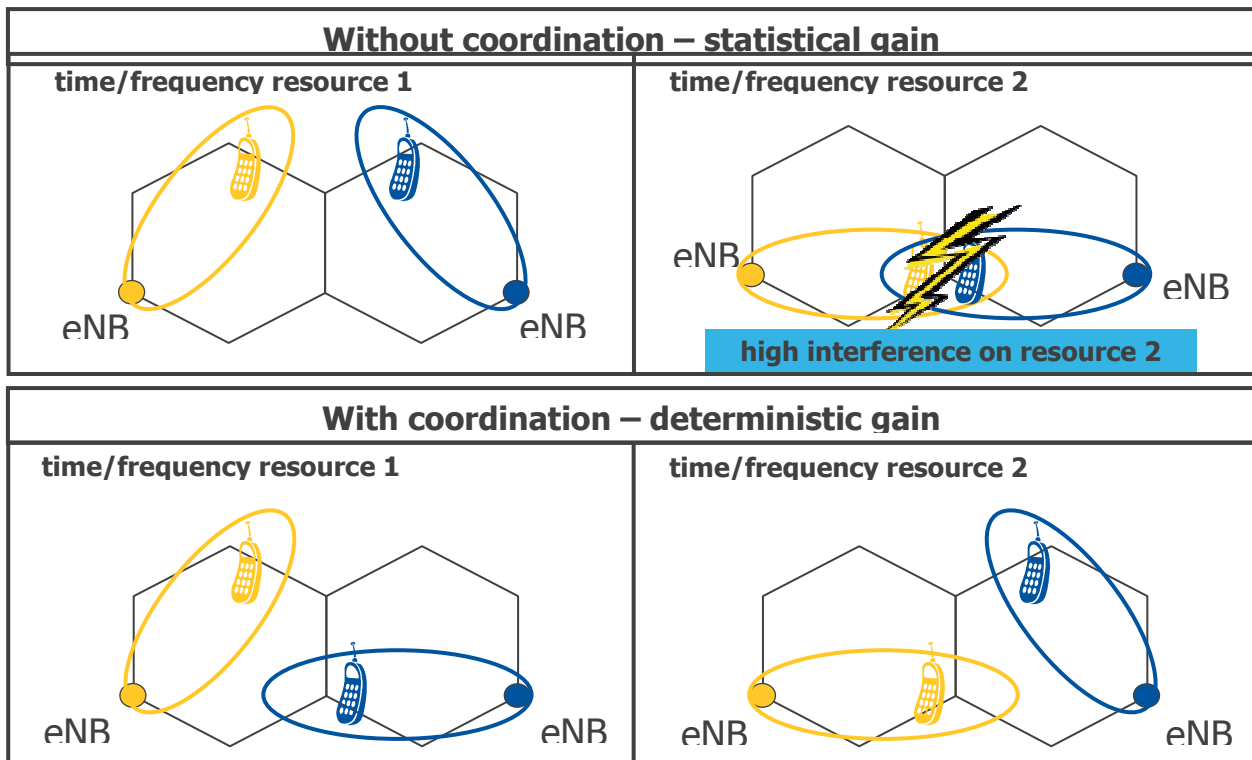 Without coordination – statistical gain
time/frequency resource 1
time/frequency resource 2
eNB
eNB
eNB
eNB
high interference on resource 2
With coordination – deterministic gain
time/frequency resource 1
time/frequency resource 2
eNB
eNB
eNB
eNB